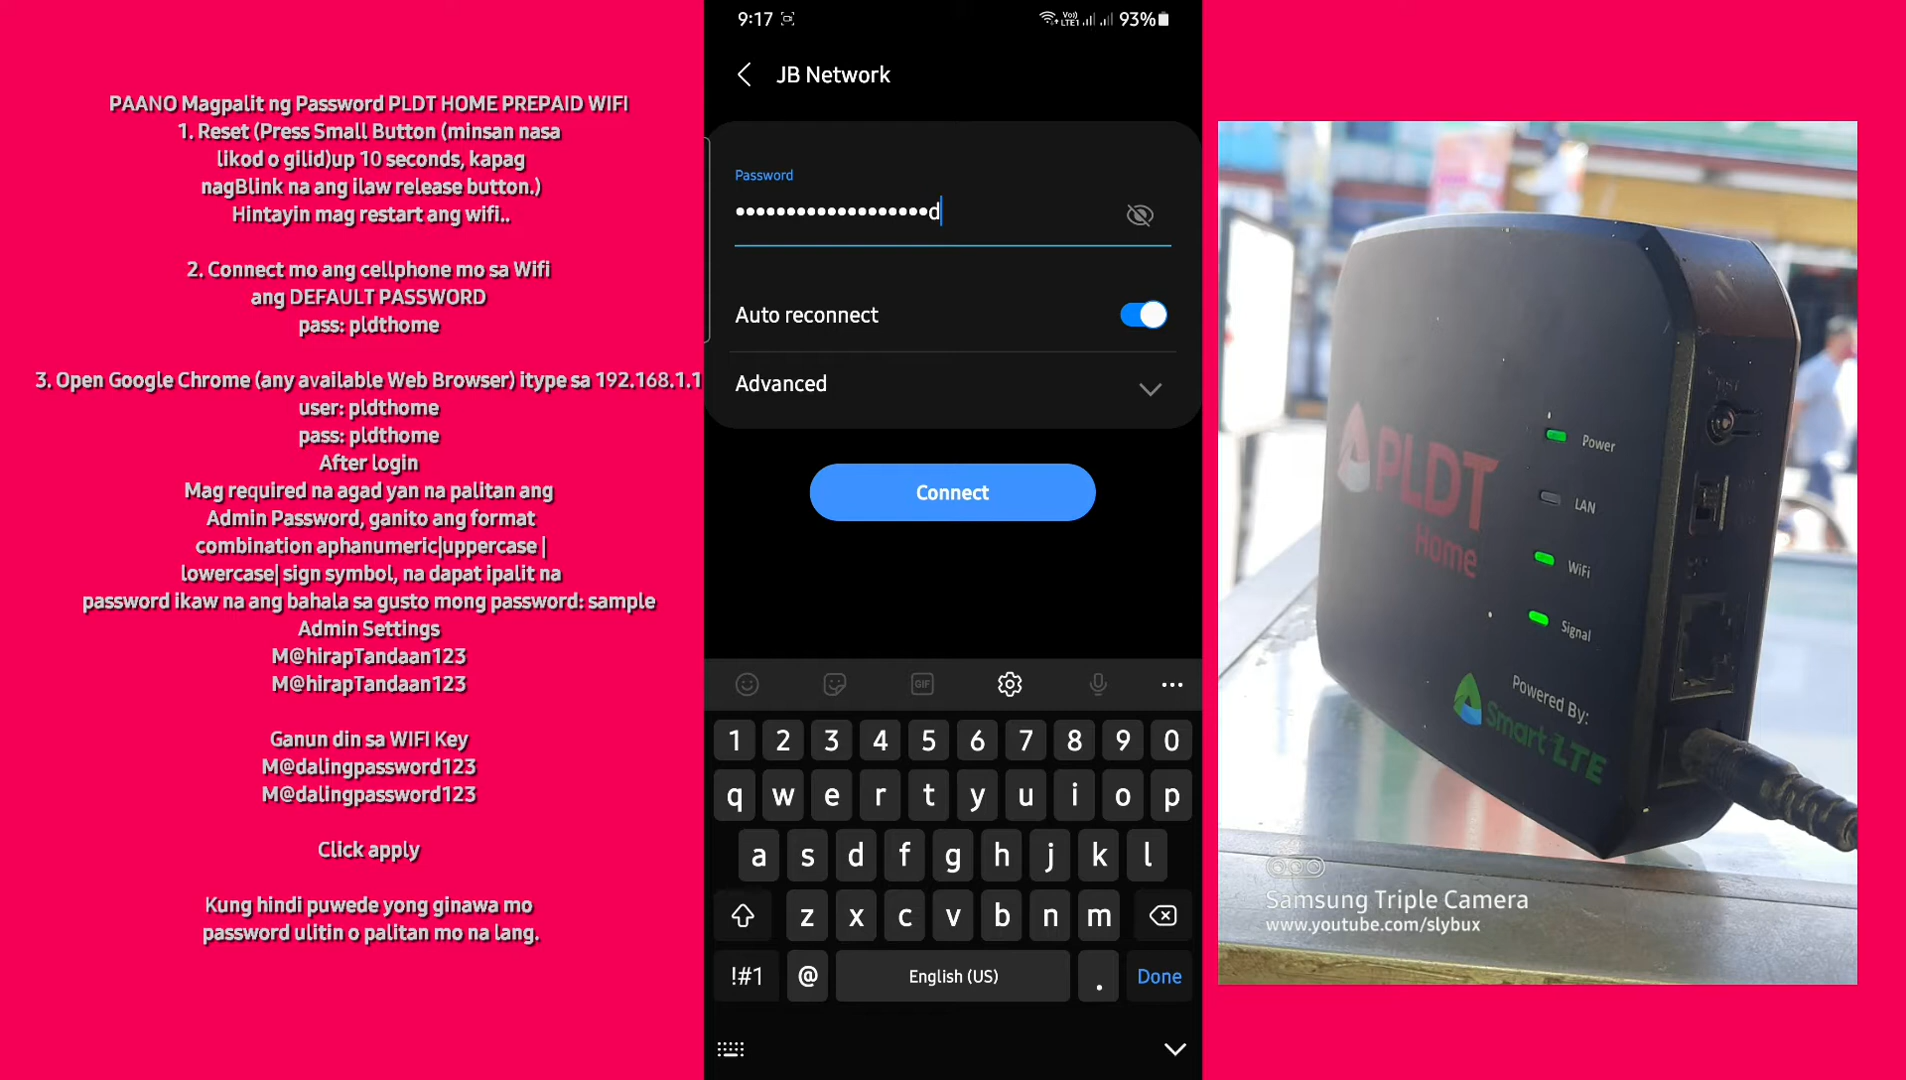 PAANO Magpalit ng Password PLDT HOME PREPAID WIFI
1. Reset (Press Small Button (minsan nasa
likod o gilid)up 10 seconds, kapag
nagBlink na ang ilaw release button.)
Hintayin mag restart ang wifi..
2. Connect mo ang cellphone mo sa Wifi
ang DEFAULT PASSWORD
pass: pldthome
3. Open Google Chrome (any available Web Browser) itype sa 192.168.1.1
user: pldthome
pass: pldthome
After login
Mag required na agad yan na palitan ang
Admin Password, ganito ang format
combination aphanumeric|uppercase |
lowercase| sign symbol, na dapat ipalit na
password ikaw na ang bahala sa gusto mong password: sample
Admin Settings
M@hirapTandaan123
M@hirapTandaan123
Ganun din sa WIFI Key
M@dalingpassword123
M@dalingpassword123
Click apply
Kung hindi puwede yong ginawa mo
password ulitin o palitan mo na lang.
9:17
Vo)) LTE1 93%
JB Network
Password
•••••••••••••••••••d
Auto reconnect
Advanced
Connect
GIF
1 2 3 4 5 6 7 8 9 0
q w e r t y u i o p
a s d f g h j k l
z x c v b n m
!#1 @ English (US) . Done
PLDT
Home
Power
LAN
WiFi
Signal
Powered By:
Smart LTE
Samsung Triple Camera
www.youtube.com/slybux